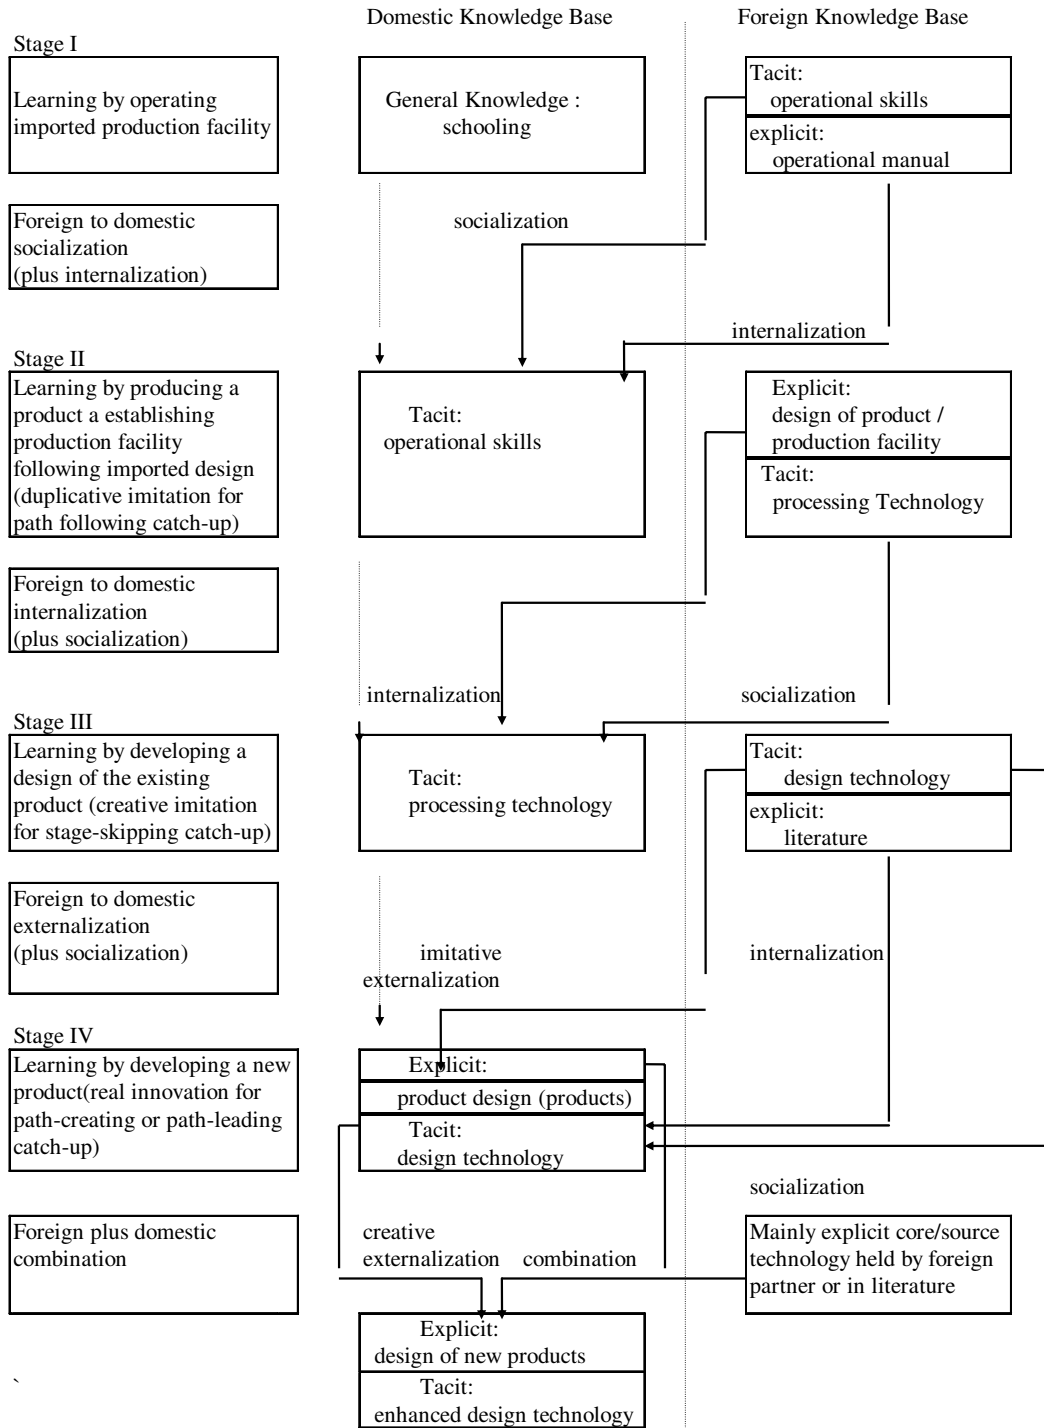 Domestic Knowledge Base
Foreign Knowledge Base
Stage I
Learning by operating
imported production facility
General Knowledge :
schooling
Tacit:
operational skills
explicit:
operational manual
Foreign to domestic
socialization
(plus internalization)
socialization
internalization
Stage II
Learning by producing a
product a establishing
production facility
following imported design
(duplicative imitation for
path following catch-up)
Tacit:
operational skills
Explicit:
design of product /
production facility
Tacit:
processing Technology
Foreign to domestic
internalization
(plus socialization)
internalization
socialization
Stage III
Learning by developing a
design of the existing
product (creative imitation
for stage-skipping catch-up)
Tacit:
processing technology
Tacit:
design technology
explicit:
literature
Foreign to domestic
externalization
(plus socialization)
imitative
externalization
internalization
Stage IV
Learning by developing a new
product(real innovation for
path-creating or path-leading
catch-up)
Explicit:
product design (products)
Tacit:
design technology
socialization
Foreign plus domestic
combination
creative
externalization
combination
Mainly explicit core/source
technology held by foreign
partner or in literature
Explicit:
design of new products
Tacit:
enhanced design technology
`